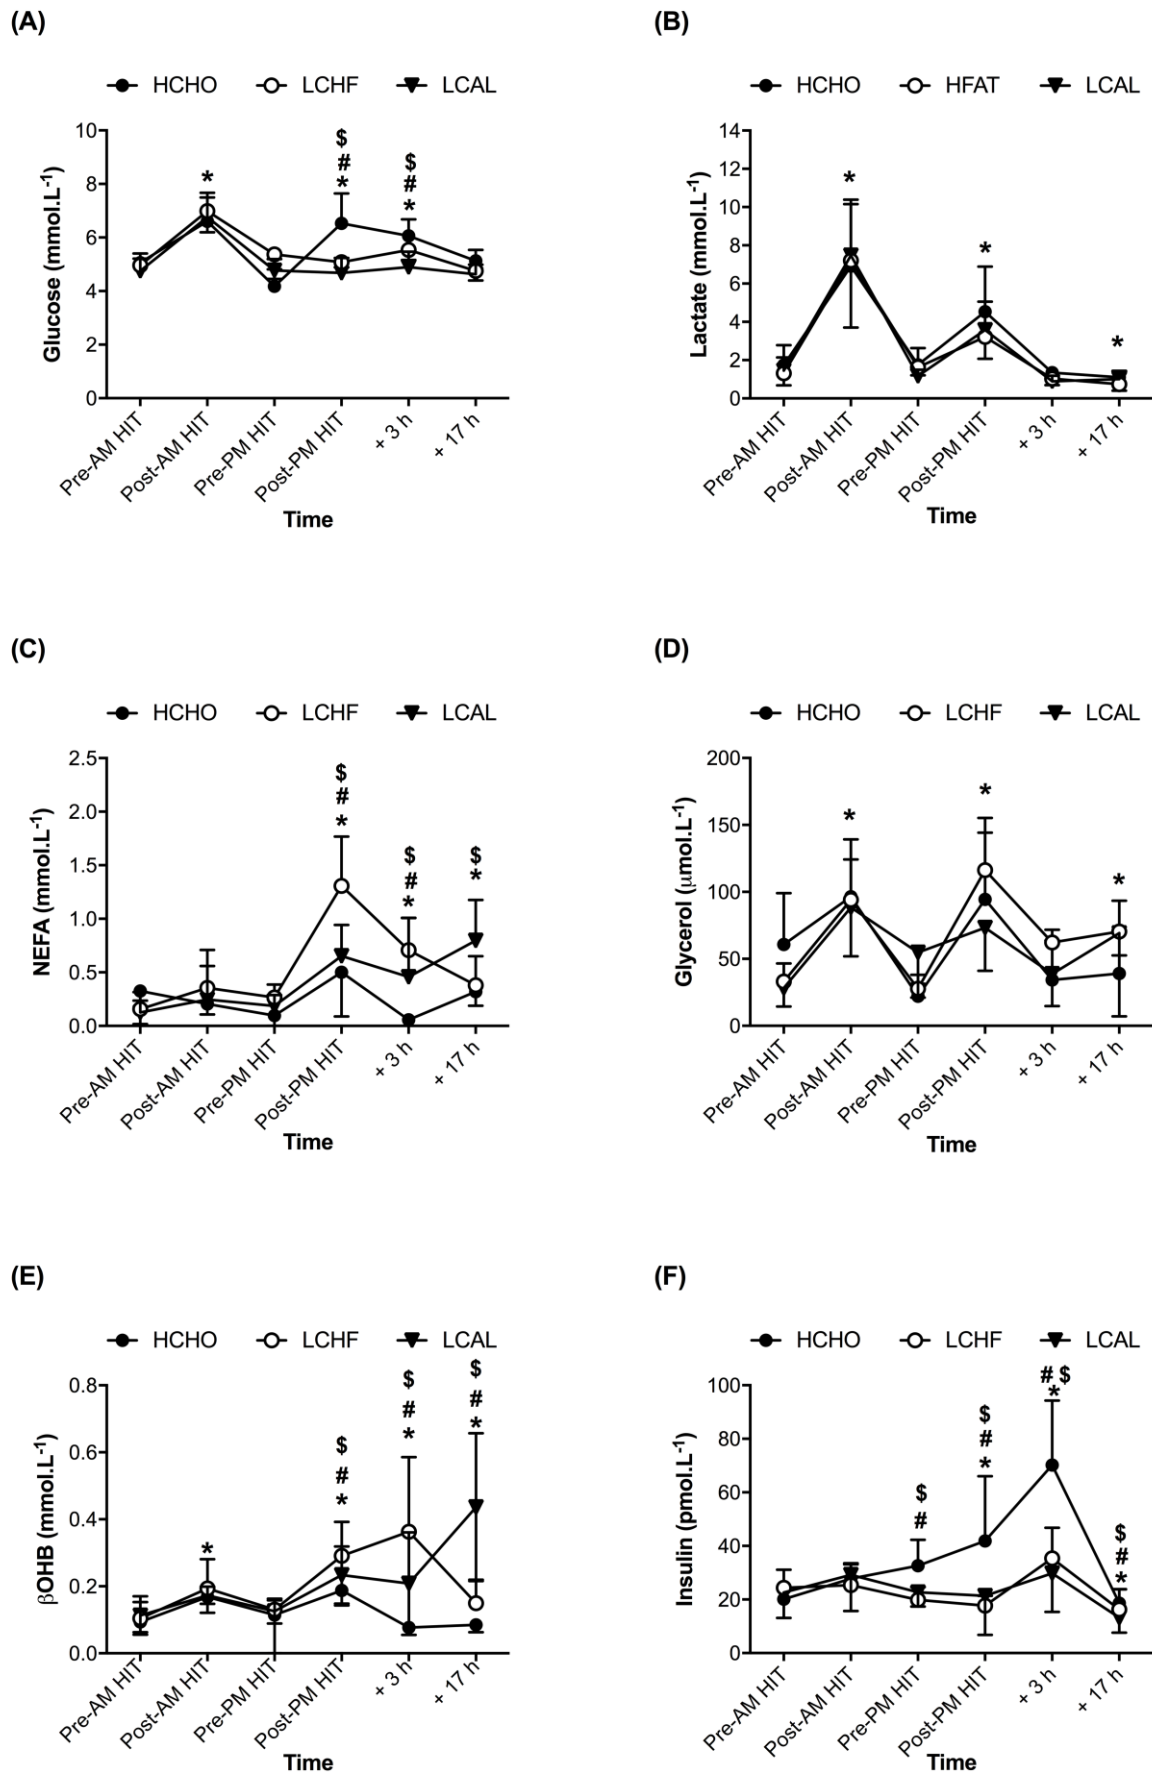 (A)
HCHO LCHF LCAL
$ $
# #
* * *
10
8
6
4
2
0
Glucose (mmol.L-1)
Pre-AM HIT
Post-AM HIT
Pre-PM HIT
Post-PM HIT
+ 3 h
+ 17 h
Time
(B)
HCHO HFAT LCAL
* * *
14
12
10
8
6
4
2
0
Lactate (mmol.L-1)
Pre-AM HIT
Post-AM HIT
Pre-PM HIT
Post-PM HIT
+ 3 h
+ 17 h
Time
(C)
HCHO LCHF LCAL
$ $ $
# #
* * *
2.5
2.0
1.5
1.0
0.5
0.0
NEFA (mmol.L-1)
Pre-AM HIT
Post-AM HIT
Pre-PM HIT
Post-PM HIT
+ 3 h
+ 17 h
Time
(D)
HCHO LCHF LCAL
* * *
200
150
100
50
0
Glycerol (μmol.L-1)
Pre-AM HIT
Post-AM HIT
Pre-PM HIT
Post-PM HIT
+ 3 h
+ 17 h
Time
(E)
HCHO LCHF LCAL
$ $ $
# # #
* * * *
0.8
0.6
0.4
0.2
0.0
βOHB (mmol.L-1)
Pre-AM HIT
Post-AM HIT
Pre-PM HIT
Post-PM HIT
+ 3 h
+ 17 h
Time
(F)
HCHO LCHF LCAL
# $
*
$ $ $
# # #
* *
100
80
60
40
20
0
Insulin (pmol.L-1)
Pre-AM HIT
Post-AM HIT
Pre-PM HIT
Post-PM HIT
+ 3 h
+ 17 h
Time